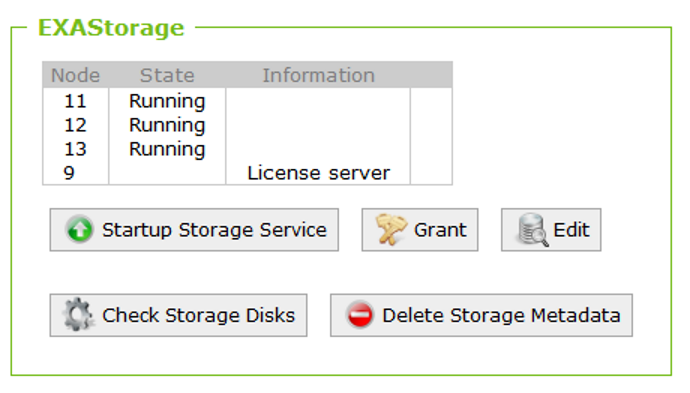 EXAStorage
Node State Information
11 Running
12 Running
13 Running
9 License server
Startup Storage Service Grant Edit
Check Storage Disks Delete Storage Metadata